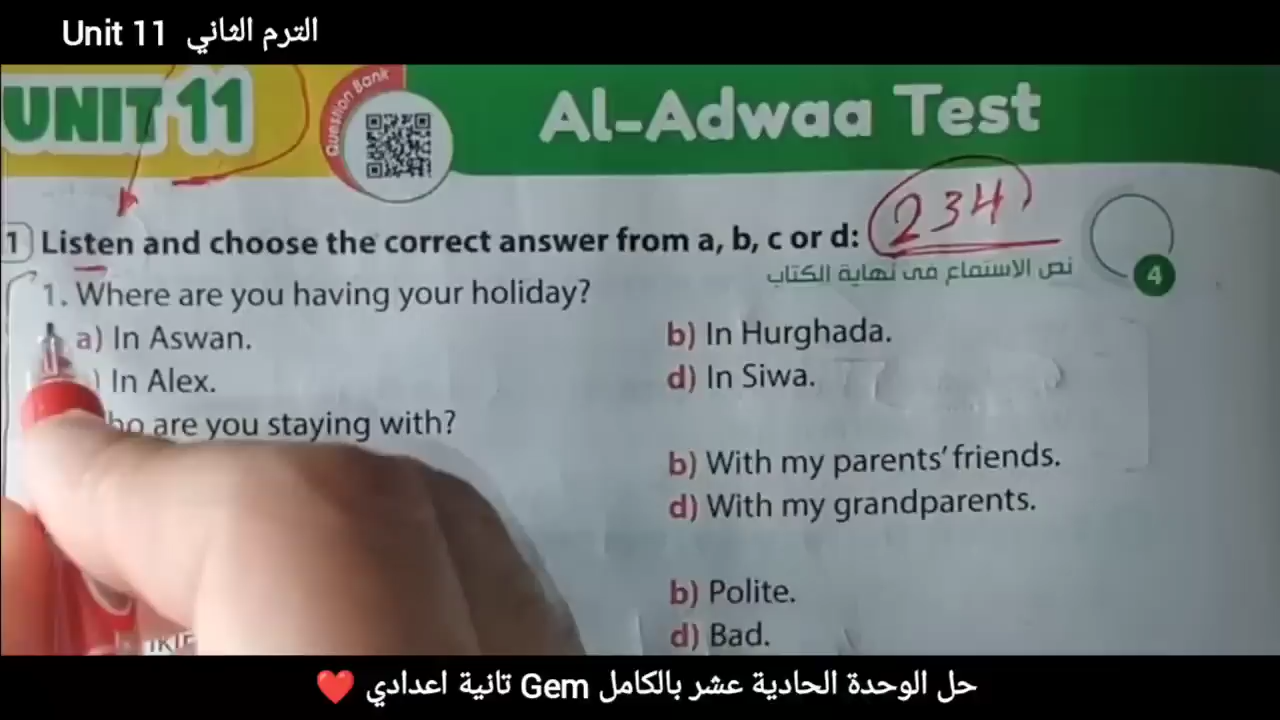 Unit 11 الترم الثاني
UNIT 11
Question Bank
Al-Adwaa Test
234
1 Listen and choose the correct answer from a, b, c or d:
نص الاستماع فى نهاية الكتاب
4
1. Where are you having your holiday?
a) In Aswan.
b) In Hurghada.
) In Alex.
d) In Siwa.
are you staying with?
b) With my parents' friends.
d) With my grandparents.
b) Polite.
d) Bad.
حل الوحدة الحادية عشر بالكامل Gem تانية اعدادي ❤️